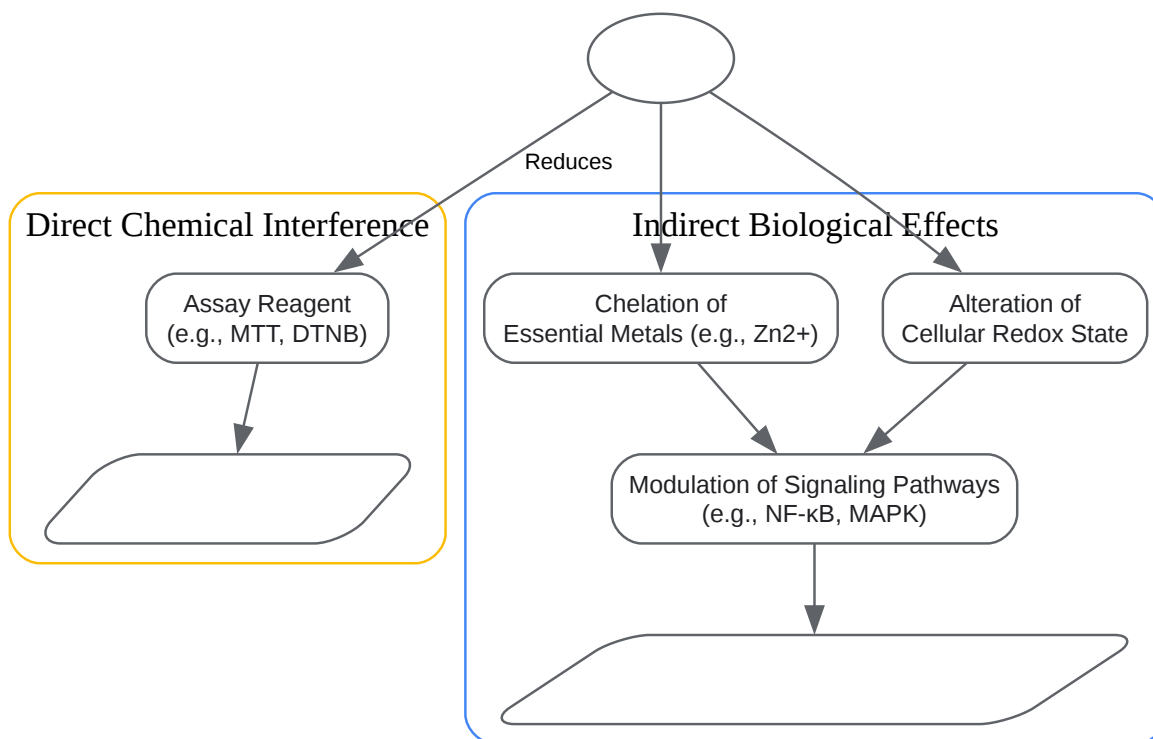 Reduces
Direct Chemical Interference
Indirect Biological Effects
Assay Reagent
(e.g., MTT, DTNB)
Chelation of
Essential Metals (e.g., Zn2+)
Alteration of
Cellular Redox State
Modulation of Signaling Pathways
(e.g., NF-κB, MAPK)